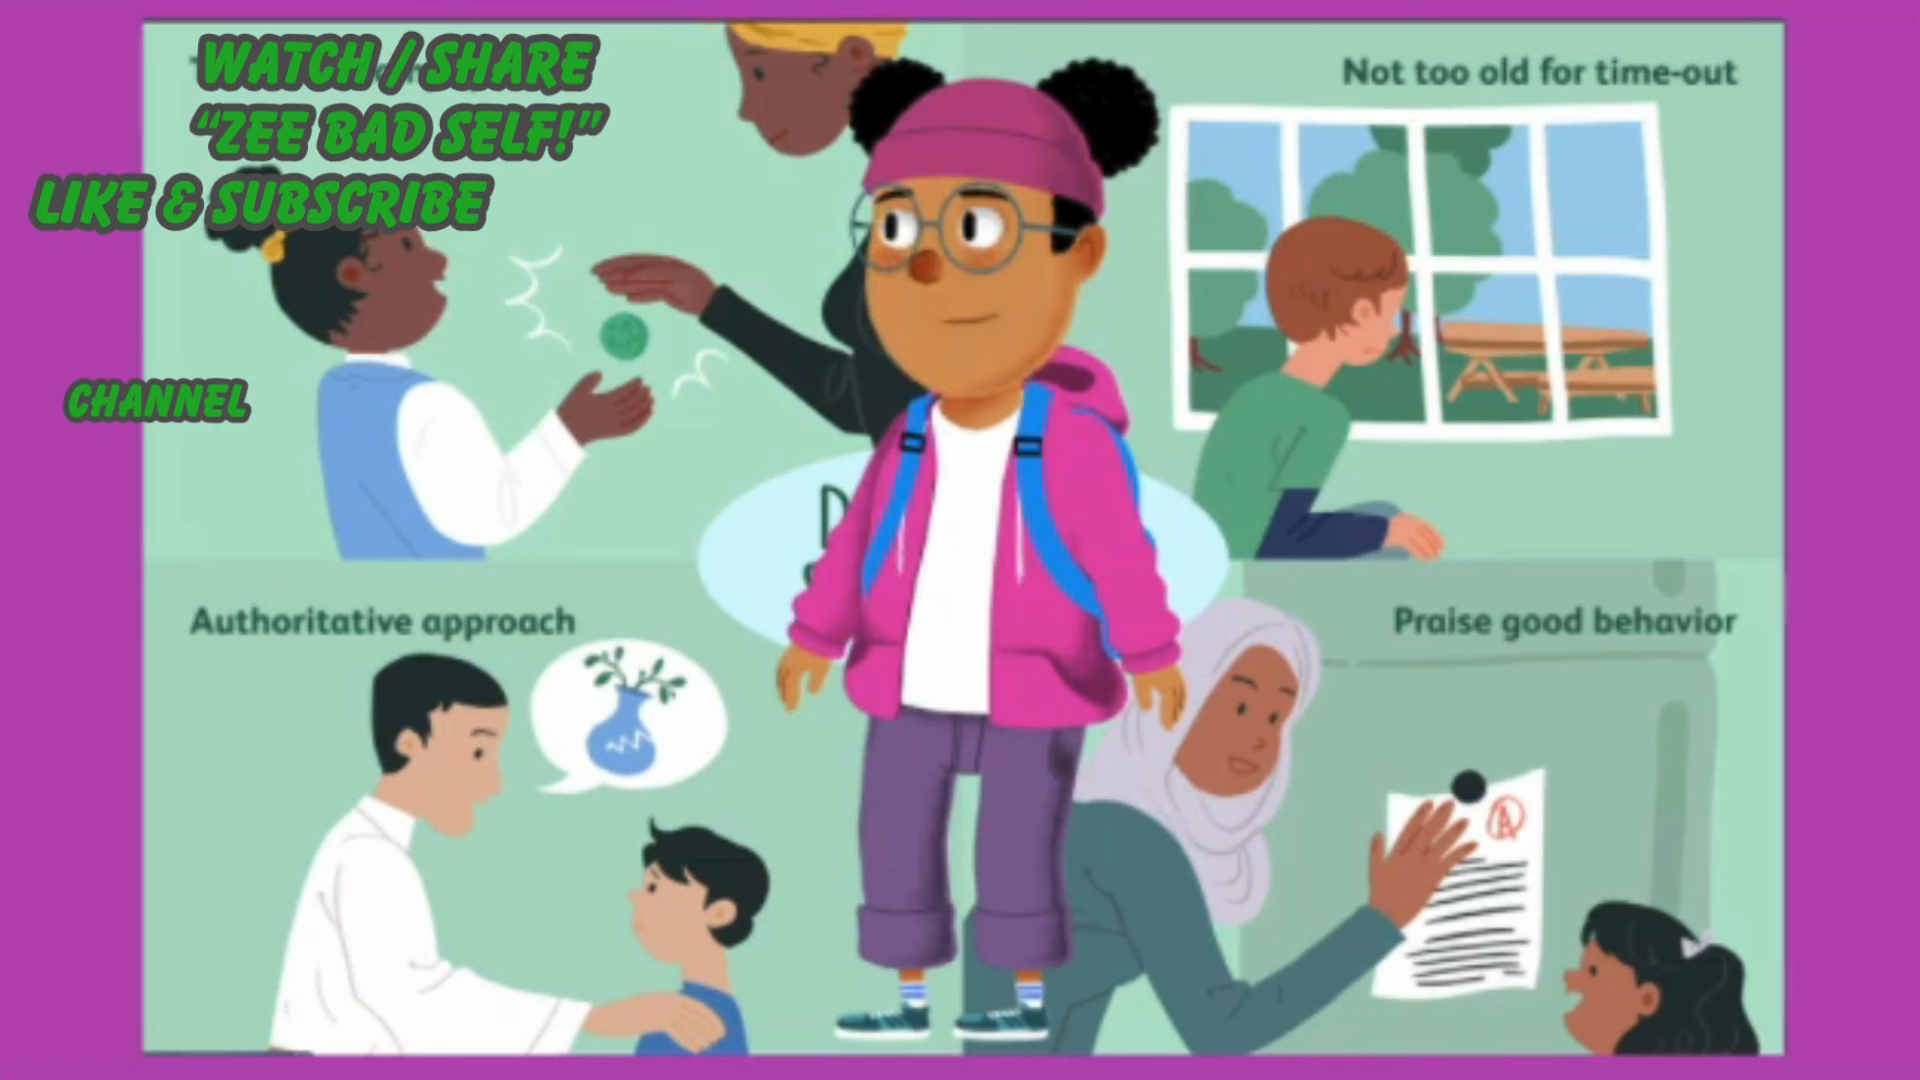 WATCH / SHARE
“ZEE BAD SELF!”
LIKE & SUBSCRIBE
CHANNEL
Not too old for time-out
Authoritative approach
Praise good behavior
A